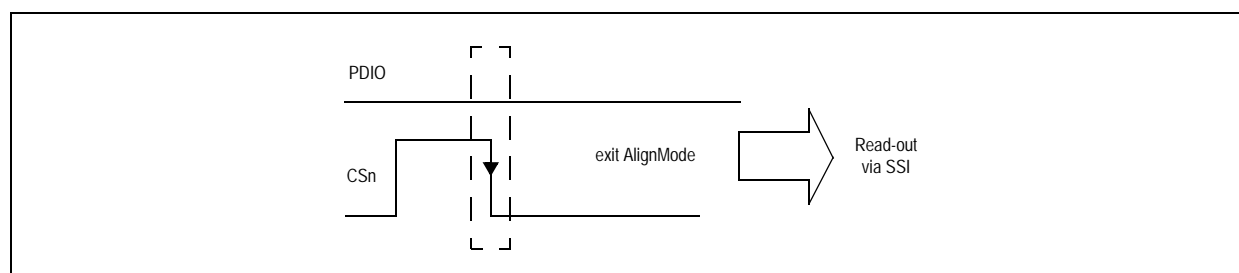 PDIO
CSn
exit AlignMode
Read-out
via SSI